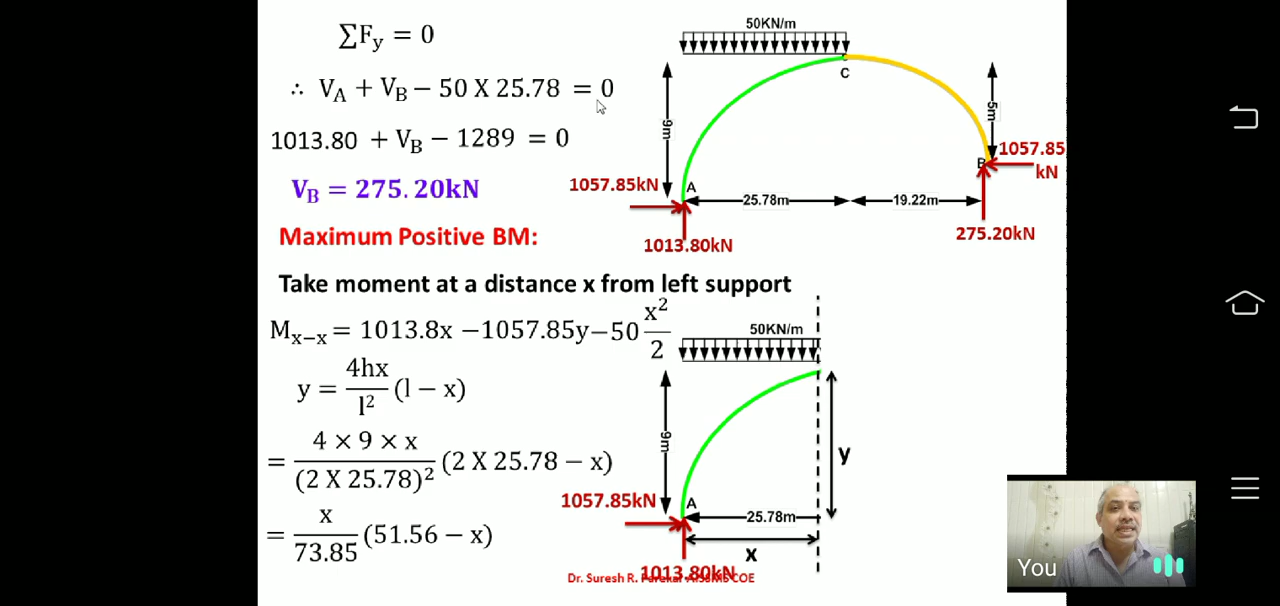 ∑Fy = 0
∴ VA + VB − 50 X 25.78 = 0
1013.80 + VB − 1289 = 0
VB = 275.20kN
Maximum Positive BM:
Take moment at a distance x from left support
Mx−x = 1013.8x −1057.85y−50 x²/2
y = 4hx/l² (l − x)
= 4 × 9 × x/(2 X 25.78)² (2 X 25.78 − x)
= x/73.85 (51.56 − x)
50KN/m
C
9m
5m
1057.85kN
A
B
1057.85
kN
25.78m
19.22m
1013.80kN
275.20kN
50KN/m
9m
y
1057.85kN
A
25.78m
x
1013.80kN
Dr. Suresh R. COE
You